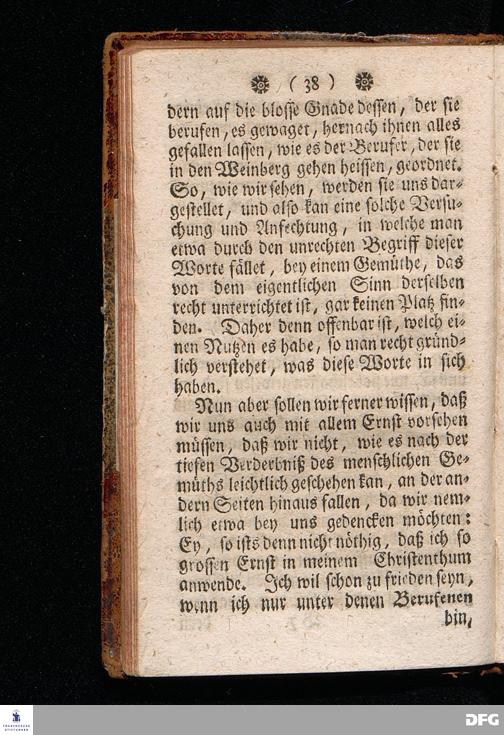 ( 38 )
dern auf die blosse Gnade dessen, der sie
berufen, es gewaget, hernach ihnen alles
gefallen lassen, wie es der Berufer, der sie
in den Weinberg gehen heissen, geordnet.
So, wie wir sehen, werden sie uns dar-
gestellet, und also kan eine solche Versu-
chung und Anfechtung, in welche man
etwa durch den unrechten Begriff dieser
Worte fället, bey einem Gemüthe, das
von dem eigentlichen Sinn derselben
recht unterrichtet ist, gar keinen Platz fin-
den. Daher denn offenbar ist, welch ei-
nen Nutzen es habe, so man recht gründ-
lich verstehet, was diese Worte in sich
haben.
Nun aber sollen wir ferner wissen, daß
wir uns auch mit allem Ernst vorsehen
müssen, daß wir nicht, wie es nach der
tiefen Verderbniß des menschlichen Ge-
müths leichtlich geschehen kan, an der an-
dern Seiten hinaus fallen, da wir nem-
lich etwa bey uns gedencken möchten:
Ey, so ists denn nicht nöthig, daß ich so
grossen Ernst in meinem Christenthum
anwende. Ich wil schon zu frieden seyn,
wenn ich nur unter denen Berufenen
bin,
FRANCKESCHE
STIFTUNGEN
DFG